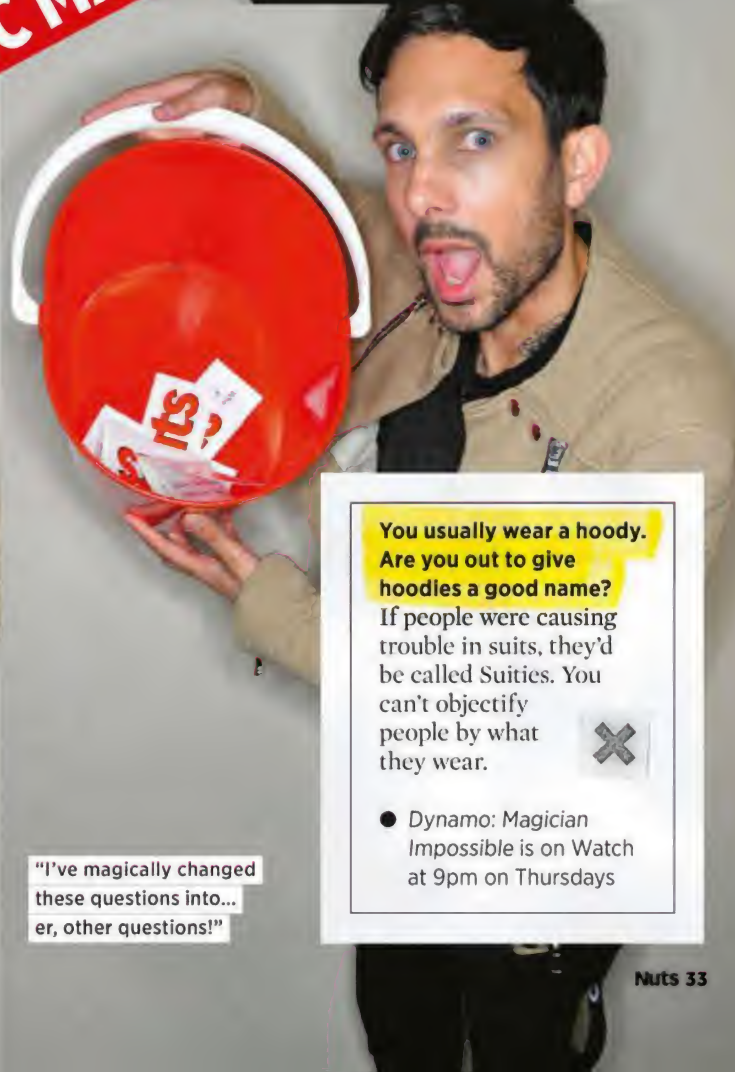 C MA
rts
s
You usually wear a hoody.
Are you out to give
hoodies a good name?
If people were causing
trouble in suits, they'd
be called Suities. You
can't objectify
people by what
they wear.
● Dynamo: Magician
Impossible is on Watch
at 9pm on Thursdays
"I've magically changed
these questions into...
er, other questions!"
Nuts 33